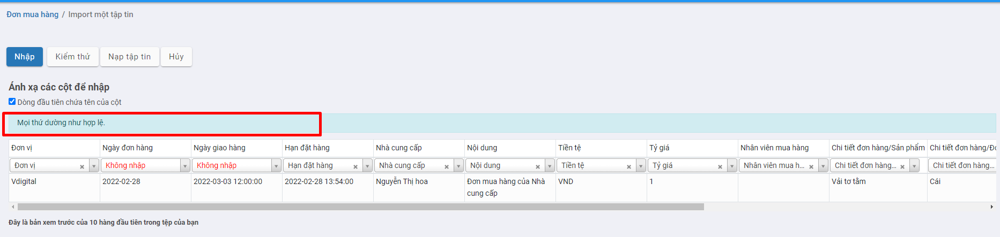 Đơn mua hàng / Import một tập tin
Nhập Kiểm thử Nạp tập tin Hủy
Ánh xạ các cột để nhập
Dòng đầu tiên chứa tên của cột
Mọi thứ dường như hợp lệ.
Đơn vị Ngày đơn hàng Ngày giao hàng Hạn đặt hàng Nhà cung cấp Nội dung Tiền tệ Tỷ giá Nhân viên mua hàng Chi tiết đơn hàng/Sản phẩm Chi tiết đơn hàng/Đơ
Đơn vị Không nhập Không nhập Hạn đặt hàng Nhà cung cấp Nội dung Tiền tệ Tỷ giá Nhân viên mua h... Chi tiết đơn hàng... Chi tiết đơn hàng...
Vdigital 2022-02-28 2022-03-03 12:00:00 2022-02-28 13:54:00 Nguyễn Thị hoa Đơn mua hàng của Nhà VND 1 Vải tơ tằm Cái
cung cấp
Đây là bản xem trước của 10 hàng đầu tiên trong tệp của bạn